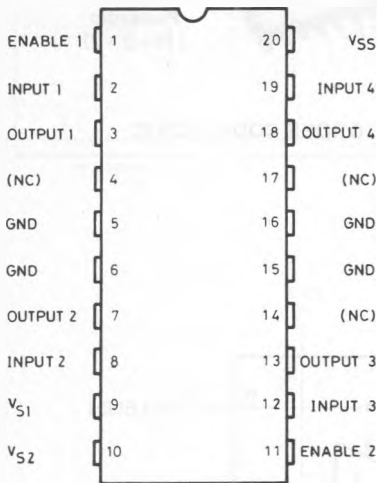 ENABLE 1 1 20 VSS
INPUT 1 2 19 INPUT 4
OUTPUT 1 3 18 OUTPUT 4
(NC) 4 17 (NC)
GND 5 16 GND
GND 6 15 GND
OUTPUT 2 7 14 (NC)
INPUT 2 8 13 OUTPUT 3
VS1 9 12 INPUT 3
VS2 10 11 ENABLE 2